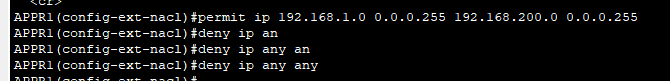 <cr>
APPR1(config-ext-nacl)#permit ip 192.168.1.0 0.0.0.255 192.168.200.0 0.0.0.255
APPR1(config-ext-nacl)#deny ip an
APPR1(config-ext-nacl)#deny ip any an
APPR1(config-ext-nacl)#deny ip any any
APPR1(config-ext-nacl)#